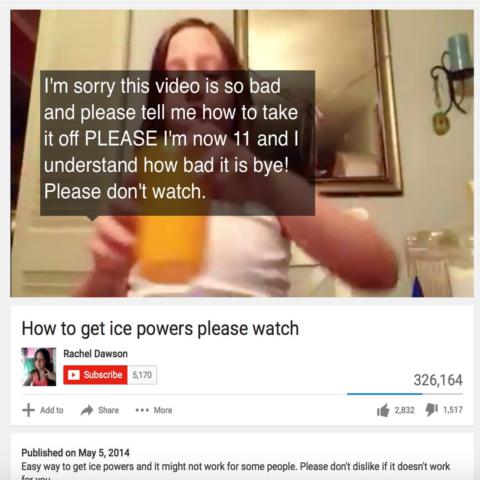 I'm sorry this video is so bad
and please tell me how to take
it off PLEASE I'm now 11 and I
understand how bad it is bye!
Please don't watch.
How to get ice powers please watch
Rachel Dawson
Subscribe 5,170
326,164
Add to Share More 2,832 1,517
Published on May 5, 2014
Easy way to get ice powers and it might not work for some people. Please don't dislike if it doesn't work
for you